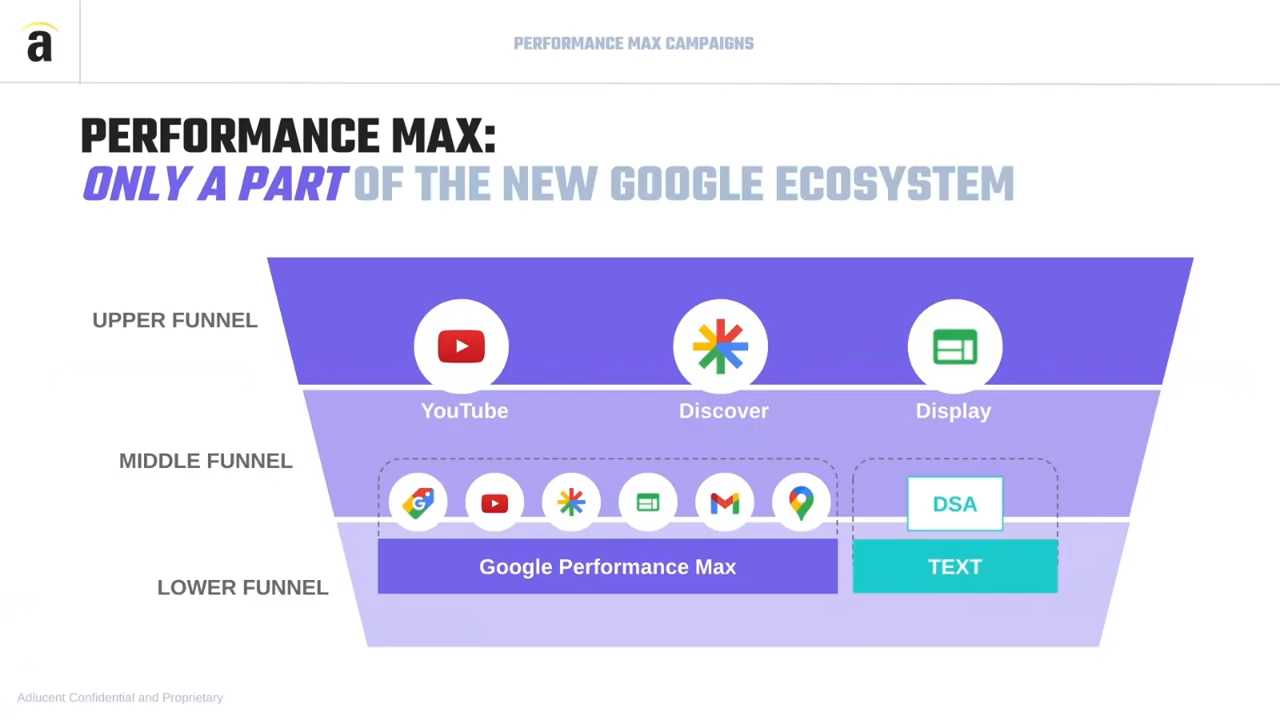 a
PERFORMANCE MAX CAMPAIGNS
PERFORMANCE MAX:
ONLY A PART OF THE NEW GOOGLE ECOSYSTEM
UPPER FUNNEL
YouTube
Discover
Display
MIDDLE FUNNEL
G
DSA
Google Performance Max
TEXT
LOWER FUNNEL
Adlucent Confidential and Proprietary